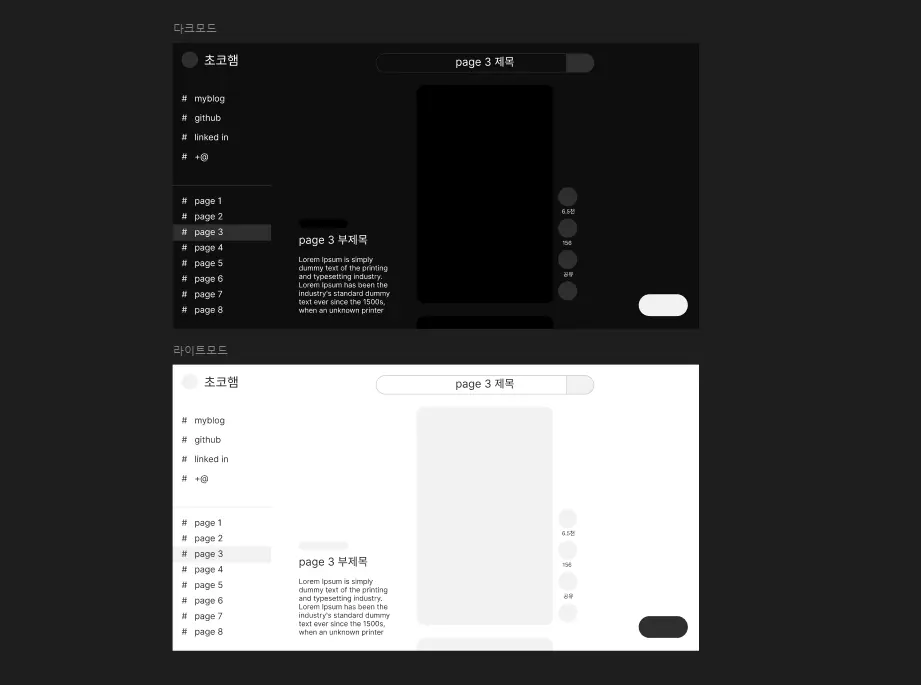 다크모드
초코햄
page 3 제목
# myblog
# github
# linked in
# +@
# page 1
# page 2
# page 3
# page 4
# page 5
# page 6
# page 7
# page 8
page 3 부제목
Lorem Ipsum is simply
dummy text of the printing
and typesetting industry.
Lorem Ipsum has been the
industry's standard dummy
text ever since the 1500s,
when an unknown printer
6.5천
156
공유
라이트모드
초코햄
page 3 제목
# myblog
# github
# linked in
# +@
# page 1
# page 2
# page 3
# page 4
# page 5
# page 6
# page 7
# page 8
page 3 부제목
Lorem Ipsum is simply
dummy text of the printing
and typesetting industry.
Lorem Ipsum has been the
industry's standard dummy
text ever since the 1500s,
when an unknown printer
6.5천
156
공유